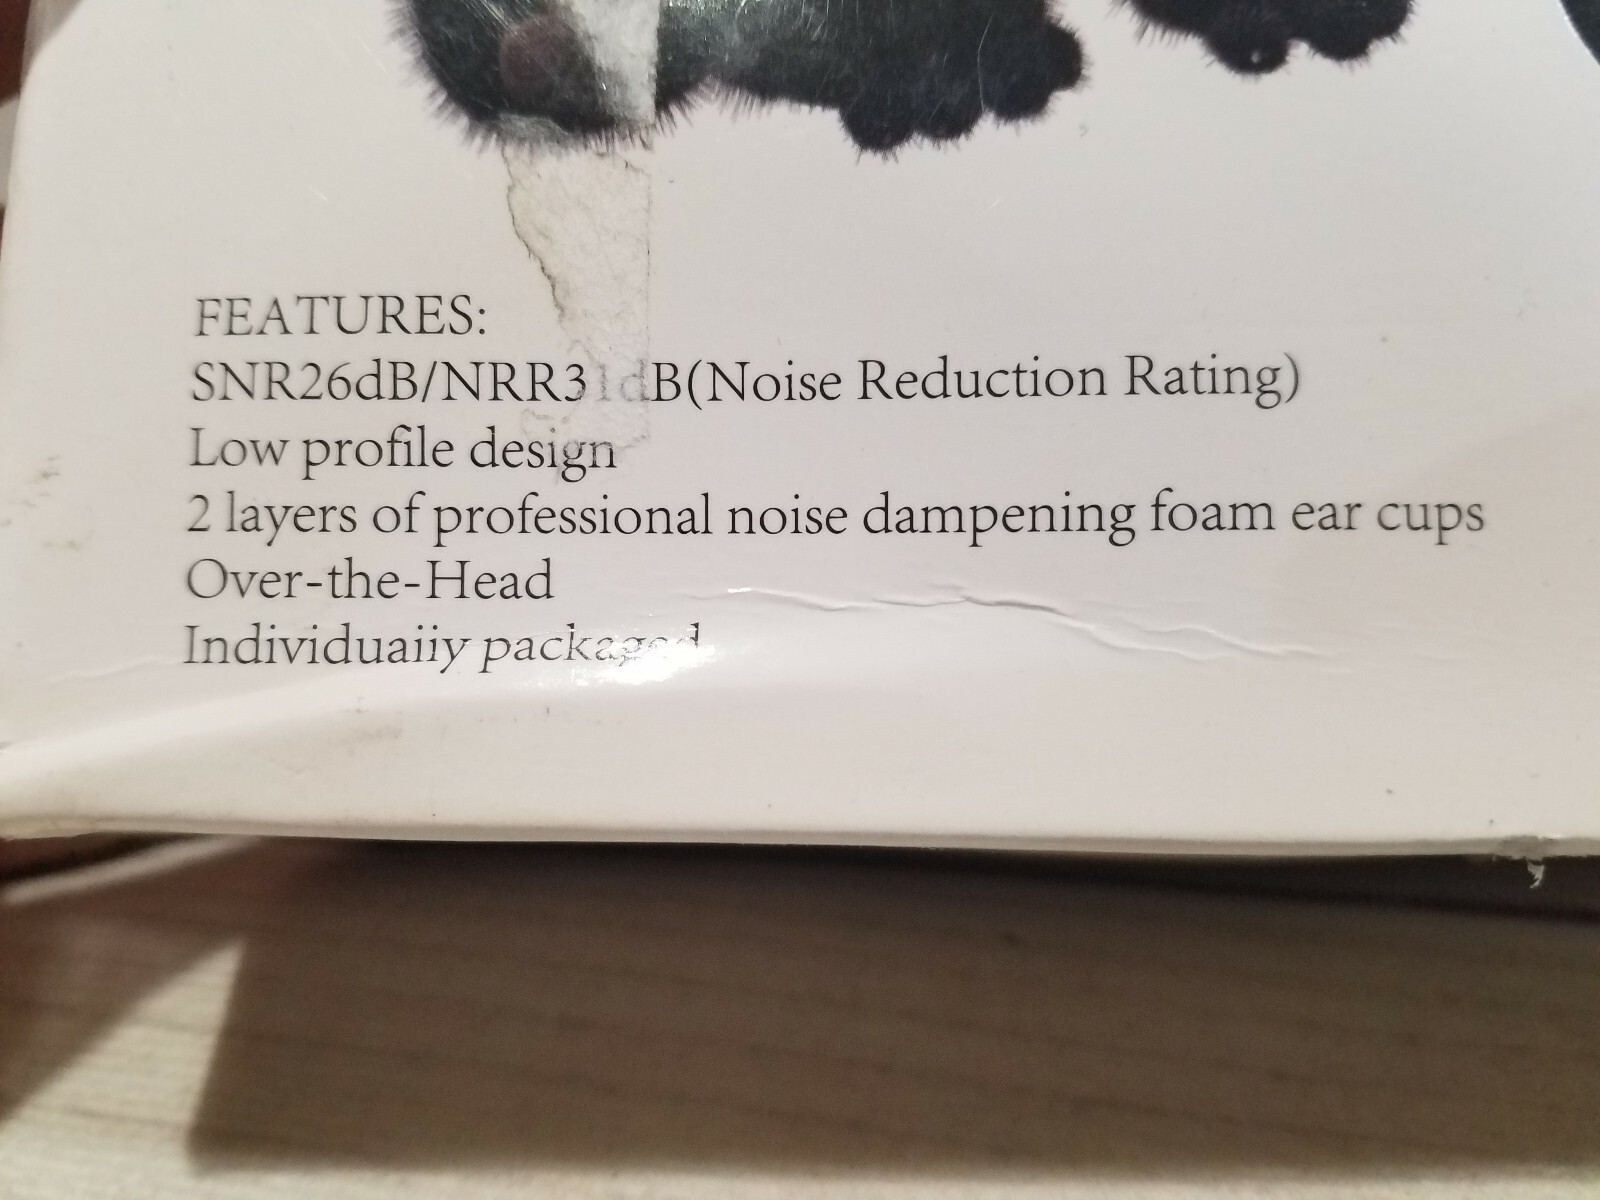 FEATURES:
SNR26dB/NRR31dB(Noise Reduction Rating)
Low profile design
2 layers of professional noise dampening foam ear cups
Over-the-Head
Individuaiiy packaged